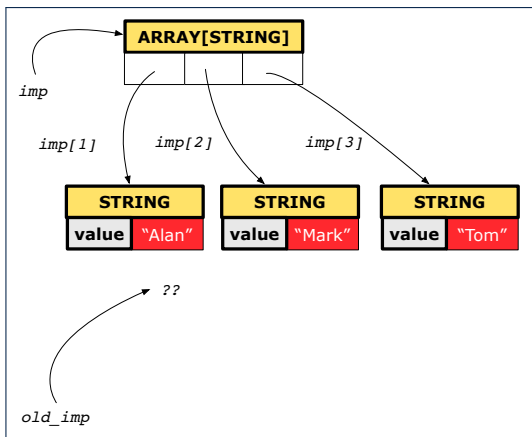 ARRAY[STRING]
imp
imp[1]
imp[2]
imp[3]
STRING
STRING
STRING
value "Alan"
value "Mark"
value "Tom"
??
old_imp